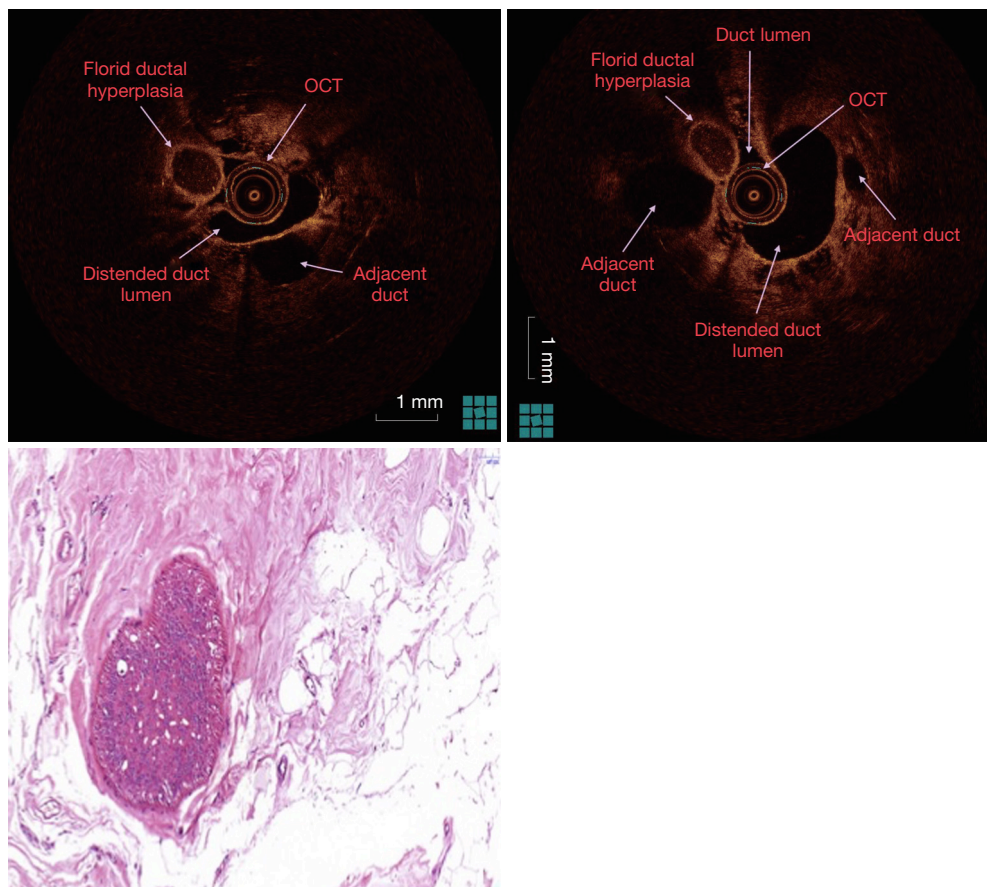 Florid ductal
hyperplasia
OCT
Distended duct
lumen
Adjacent
duct
1 mm
Duct lumen
Florid ductal
hyperplasia
OCT
Adjacent duct
Adjacent
duct
Distended duct
lumen
1 mm